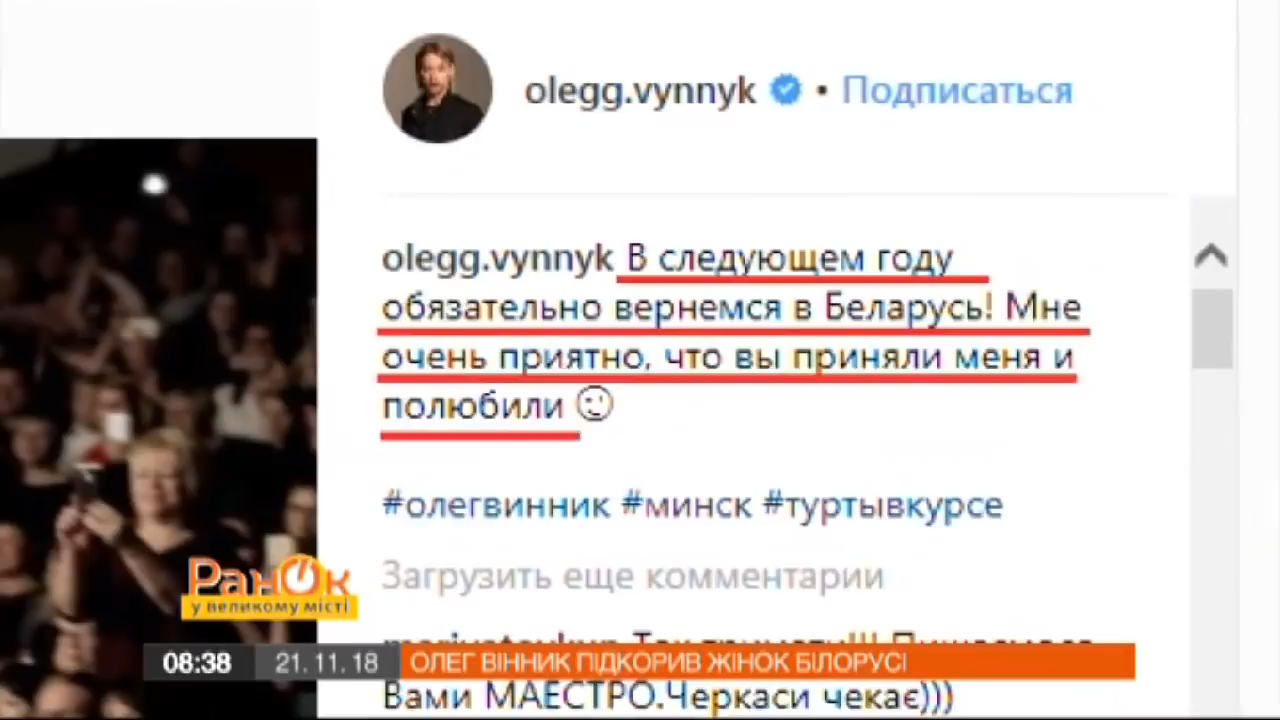 olegg.vynnyk • Подписаться
olegg.vynnyk В следующем году
обязательно вернемся в Беларусь! Мне
очень приятно, что вы приняли меня и
полюбили
#олегвинник #минск #туртывкурсе
Загрузить еще комментарии
Вами МАЕСТРО.Черкаси чекає)))
РанОк
у великому місті
08:38 21.11.18 ОЛЕГ ВІННИК ПІДКОРИВ ЖІНОК БІЛОРУСІ